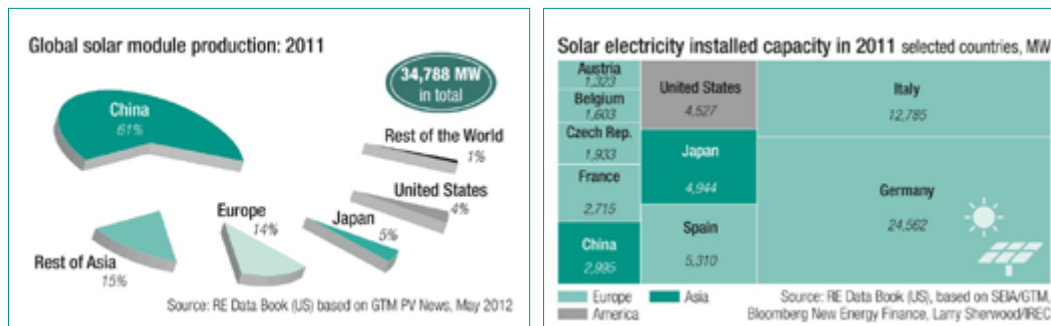 Global solar module production: 2011
34,788 MW
in total
China
61%
Rest of the World
1%
United States
4%
Japan
5%
Europe
14%
Rest of Asia
15%
Source: RE Data Book (US) based on GTM PV News, May 2012
Solar electricity installed capacity in 2011 selected countries, MW
Austria
1,323
Belgium
1,603
Czech Rep.
1,933
France
2,715
China
2,995
United States
4,527
Japan
4,944
Spain
5,310
Italy
12,785
Germany
24,562
Europe
Asia
America
Source: RE Data Book (US), based on SEIA/GTM,
Bloomberg New Energy Finance, Larry Sherwood/IREC